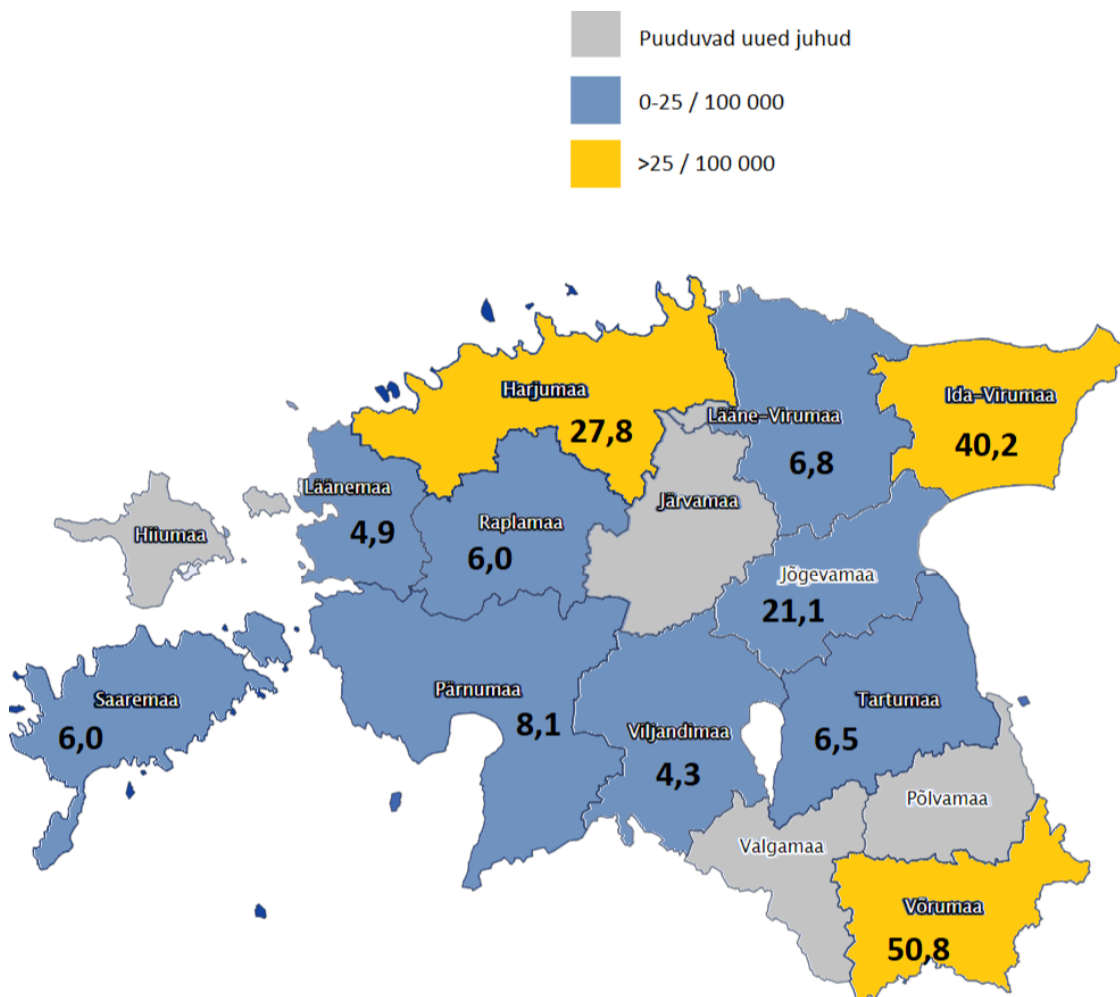 Puuduvad uued juhud
0-25 / 100 000
>25 / 100 000
Harjumaa
27,8
Lääne-Virumaa
6,8
Ida-Virumaa
40,2
Läänemaa
4,9
Raplamaa
6,0
Järvamaa
Hiiumaa
Jõgevamaa
21,1
Saaremaa
6,0
Pärnumaa
8,1
Viljandimaa
4,3
Tartumaa
6,5
Põlvamaa
Valgamaa
Võrumaa
50,8